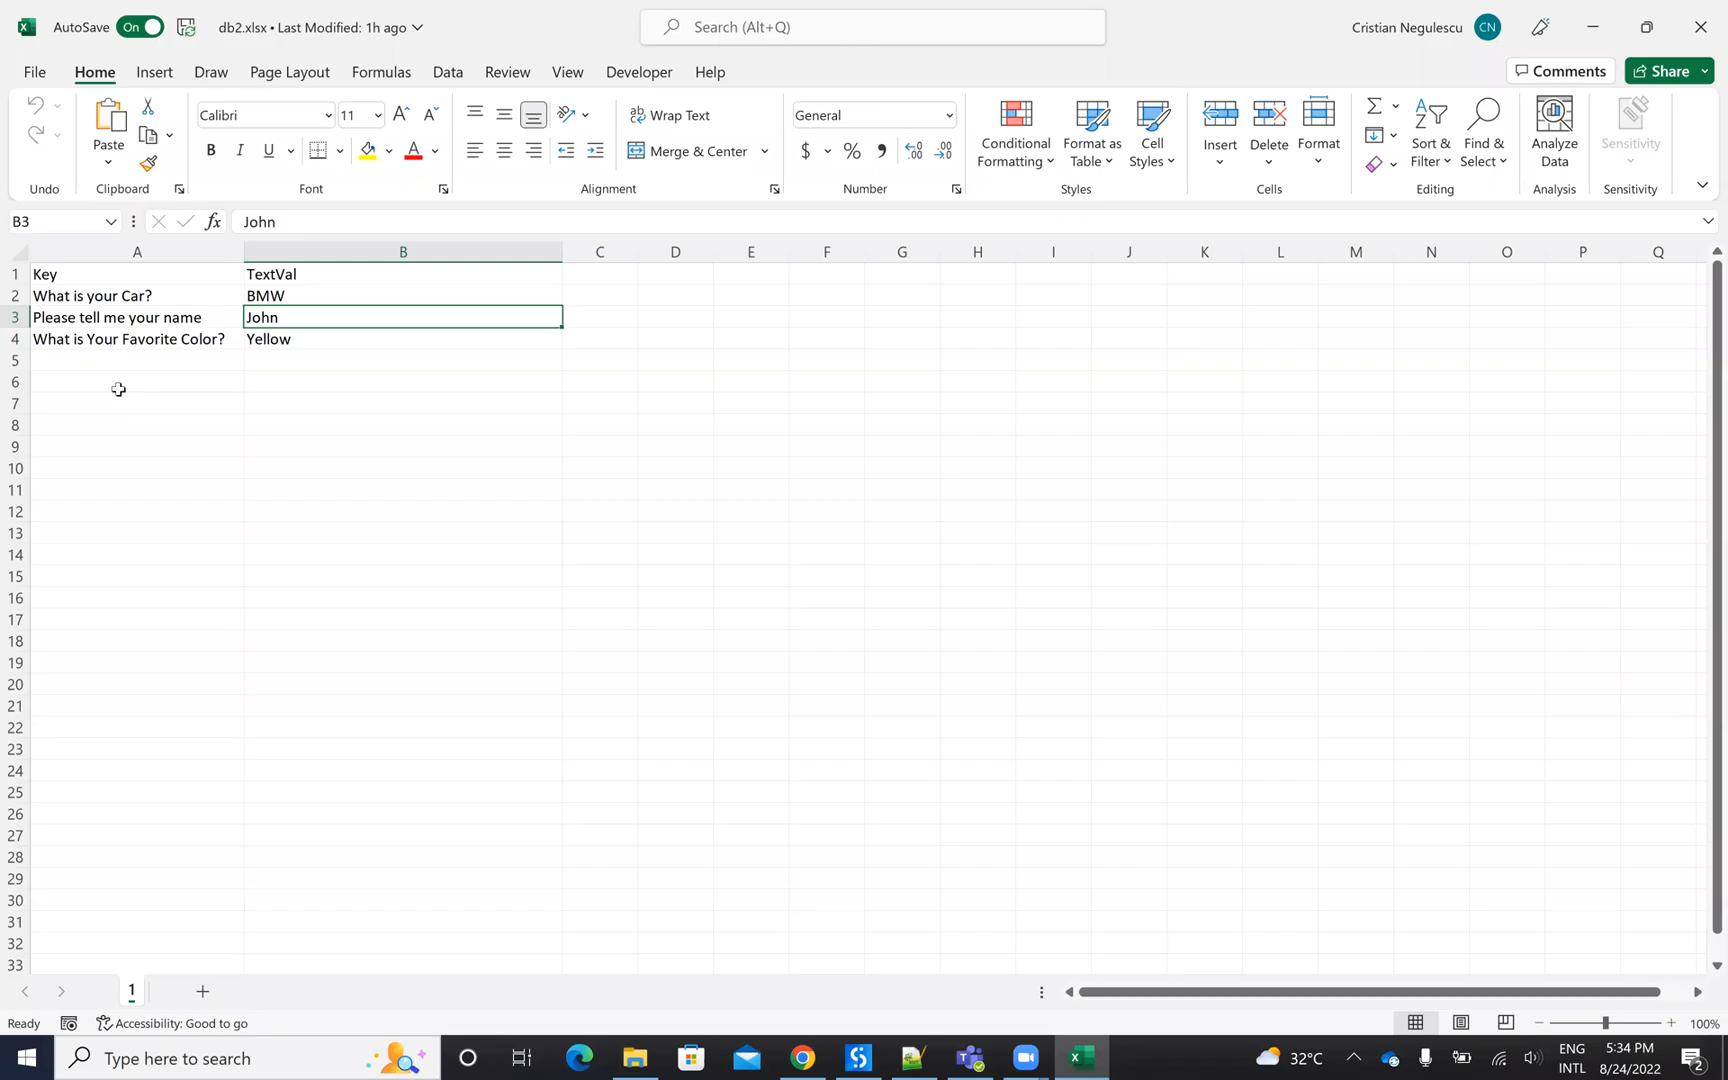 AutoSave On db2.xlsx • Last Modified: 1h ago Search (Alt+Q) Cristian Negulescu CN
File Home Insert Draw Page Layout Formulas Data Review View Developer Help Comments Share
Calibri 11 ab Wrap Text General
Paste B I U Merge & Center $ % Conditional Formatting Format as Table Cell Styles Insert Delete Format Sort & Filter Find & Select Analyze Data Sensitivity
Undo Clipboard Font Alignment Number Styles Cells Editing Analysis Sensitivity
B3 fx John
A B C D E F G H I J K L M N O P Q
1 Key TextVal
2 What is your Car? BMW
3 Please tell me your name John
4 What is Your Favorite Color? Yellow
5
6
7
8
9
10
11
12
13
14
15
16
17
18
19
20
21
22
23
24
25
26
27
28
29
30
31
32
33
1
Ready Accessibility: Good to go 100%
Type here to search 32°C ENG INTL 5:34 PM 8/24/2022 2